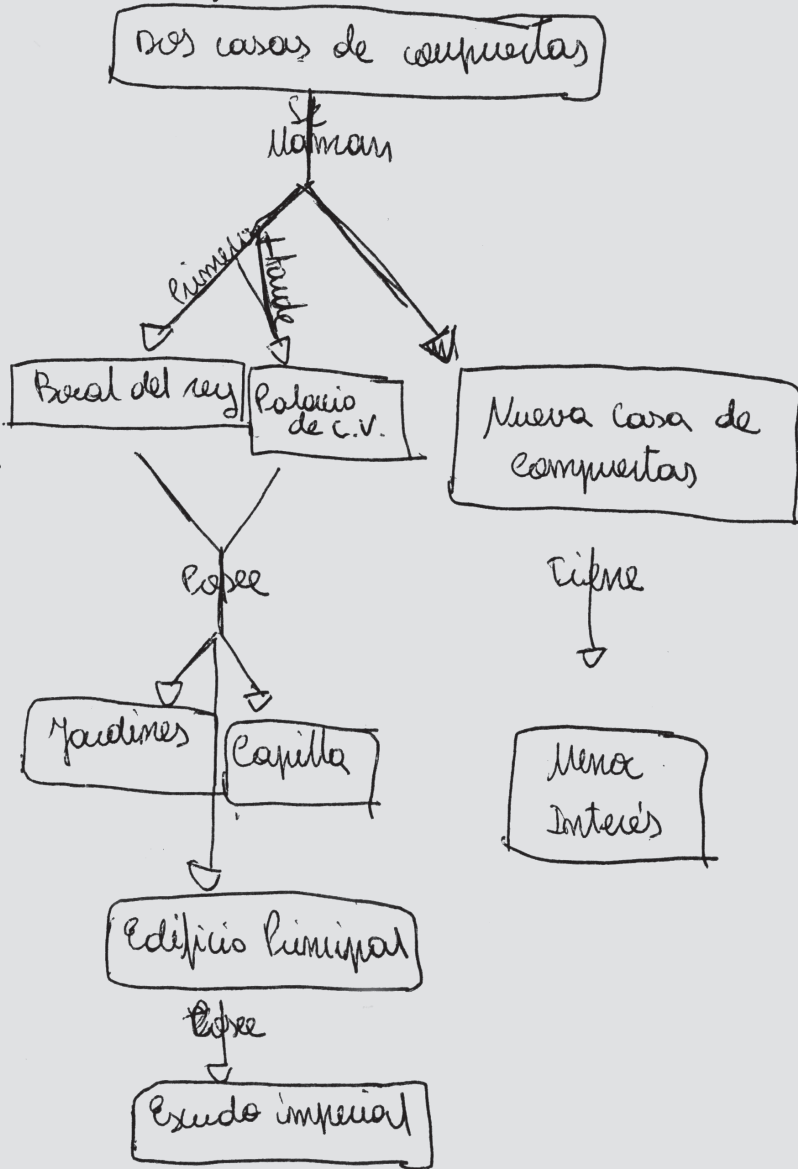 Dos casas de compuertas
Se
llaman
Primero
+ tarde
Bocal del rey
Palacio
de C.V.
Nueva Casa de
Compuertas
Posee
Tiene
Jardines
Capilla
Menor
Interés
Edificio Principal
Posee
Escudo imperial